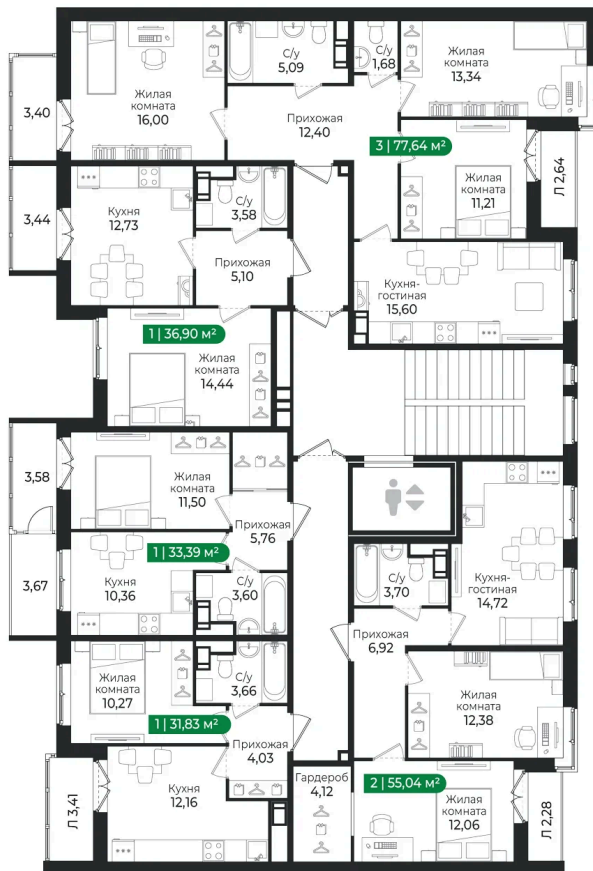 С/у
5,09
С/у
1,68
Жилая
комната
13,34
Жилая
комната
16,00
3,40
Прихожая
12,40
3 | 77,64 м²
Л 2,64
Жилая
комната
11,21
3,44
Кухня
12,73
С/у
3,58
Прихожая
5,10
Кухня-
гостиная
15,60
1 | 36,90 м²
Жилая
комната
14,44
3,58
Жилая
комната
11,50
Прихожая
5,76
1 | 33,39 м²
3,67
Кухня
10,36
С/у
3,60
С/у
3,70
Кухня-
гостиная
14,72
Прихожая
6,92
Жилая
комната
10,27
С/у
3,66
1 | 31,83 м²
Прихожая
4,03
Жилая
комната
12,38
Л 3,41
Кухня
12,16
Гардероб
4,12
2 | 55,04 м²
Жилая
комната
12,06
Л 2,28